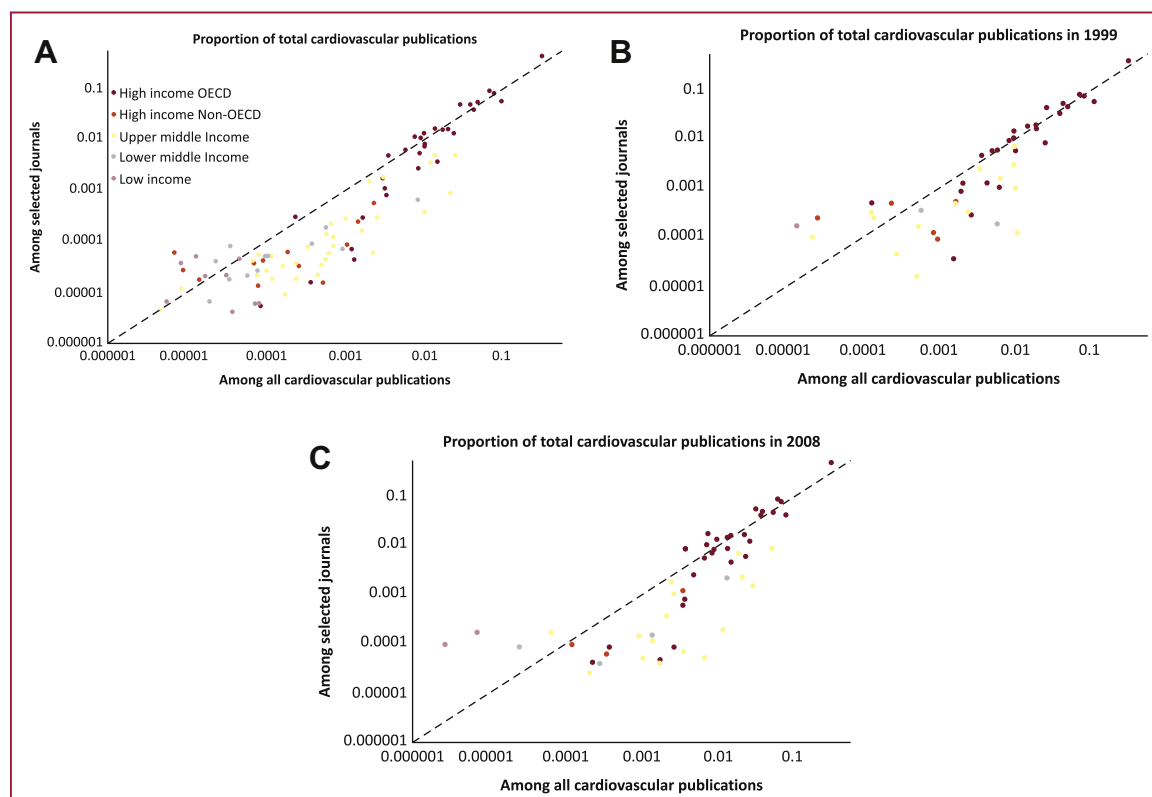 A
Proportion of total cardiovascular publications
Among selected journals
0.1
0.01
0.001
0.0001
0.00001
0.000001
High income OECD
High income Non-OECD
Upper middle Income
Lower middle Income
Low income
0.000001 0.00001 0.0001 0.001 0.01 0.1
Among all cardiovascular publications
B
Proportion of total cardiovascular publications in 1999
Among selected journals
0.1
0.01
0.001
0.0001
0.00001
0.000001
0.000001 0.00001 0.0001 0.001 0.01 0.1
Among all cardiovascular publications
C
Proportion of total cardiovascular publications in 2008
Among selected journals
0.1
0.01
0.001
0.0001
0.00001
0.000001
0.000001 0.00001 0.0001 0.001 0.01 0.1
Among all cardiovascular publications